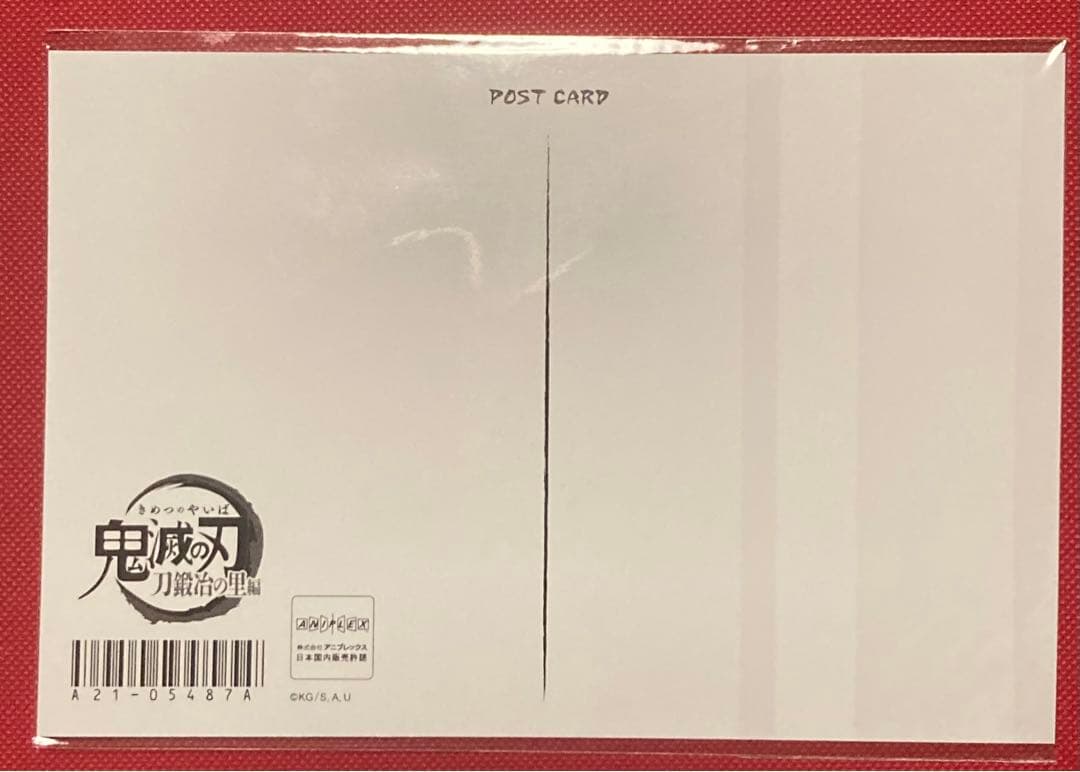 POST CARD
きめつのやいば
鬼滅の刃
刀鍛冶の里編
A21-05487A
ANIPLEX
株式会社アニプレックス
日本国内販売許諾
©KG/S,A,U